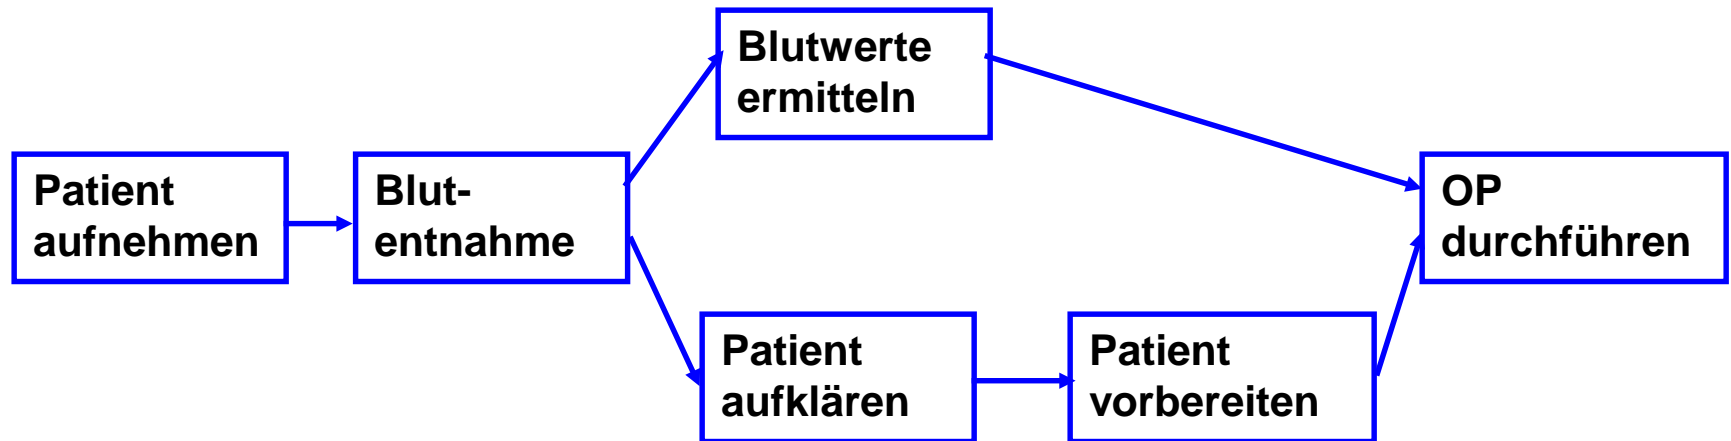 Patient
aufnehmen
Blut-
entnahme
Blutwerte
ermitteln
Patient
aufklären
Patient
vorbereiten
OP
durchführen